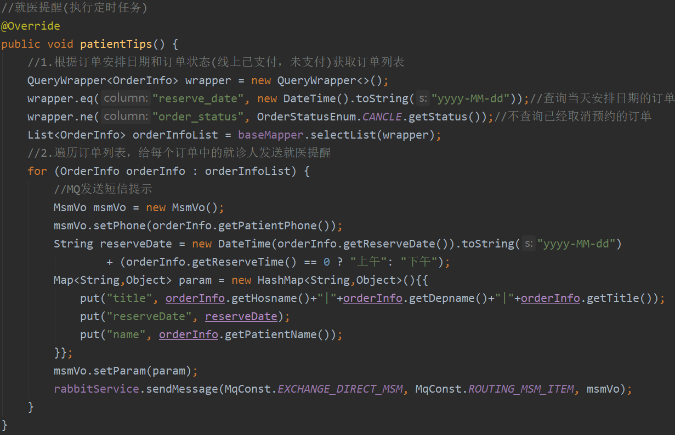 //就医提醒(执行定时任务)
@Override
public void patientTips() {
//1.根据订单安排日期和订单状态(线上已支付，未支付)获取订单列表
QueryWrapper<OrderInfo> wrapper = new QueryWrapper<>();
wrapper.eq( column: "reserve_date", new DateTime().toString( s: "yyyy-MM-dd"));//查询当天安排日期的订单
wrapper.ne( column: "order_status", OrderStatusEnum.CANCLE.getStatus());//不查询已经取消预约的订单
List<OrderInfo> orderInfoList = baseMapper.selectList(wrapper);
//2.遍历订单列表，给每个订单中的就诊人发送就医提醒
for (OrderInfo orderInfo : orderInfoList) {
//MQ发送短信提示
MsmVo msmVo = new MsmVo();
msmVo.setPhone(orderInfo.getPatientPhone());
String reserveDate = new DateTime(orderInfo.getReserveDate()).toString( s: "yyyy-MM-dd")
+ (orderInfo.getReserveTime() == 0 ? "上午": "下午");
Map<String,Object> param = new HashMap<String,Object>(){{
put("title", orderInfo.getHosname()+"|"+orderInfo.getDepname()+"|"+orderInfo.getTitle());
put("reserveDate", reserveDate);
put("name", orderInfo.getPatientName());
}};
msmVo.setParam(param);
rabbitService.sendMessage(MqConst.EXCHANGE_DIRECT_MSM, MqConst.ROUTING_MSM_ITEM, msmVo);
}
}